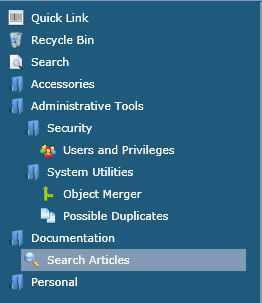 Quick Link
Recycle Bin
Search
Accessories
Administrative Tools
Security
Users and Privileges
System Utilities
Object Merger
Possible Duplicates
Documentation
Search Articles
Personal